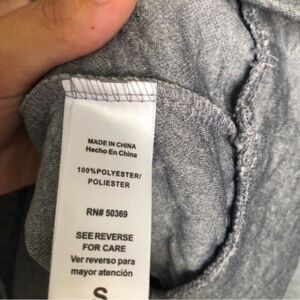 MADE IN CHINA
Hecho En China
100%POLYESTER/
POLIESTER
RN# 50369
SEE REVERSE
FOR CARE
Ver reverso para
mayor atención
S